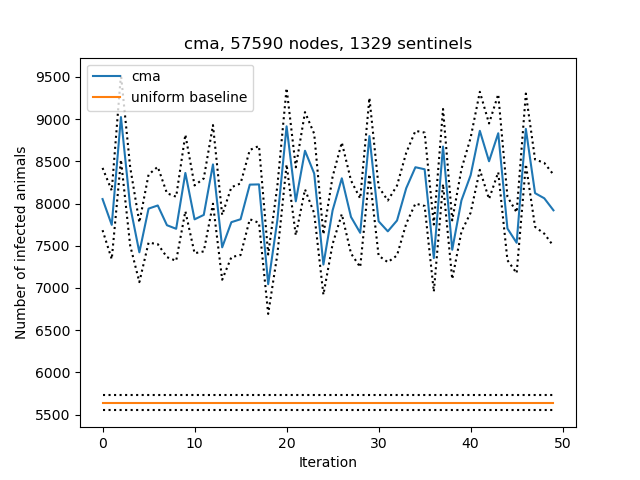 cma, 57590 nodes, 1329 sentinels
cma
uniform baseline
Number of infected animals
9500
9000
8500
8000
7500
7000
6500
6000
5500
0 10 20 30 40 50
Iteration